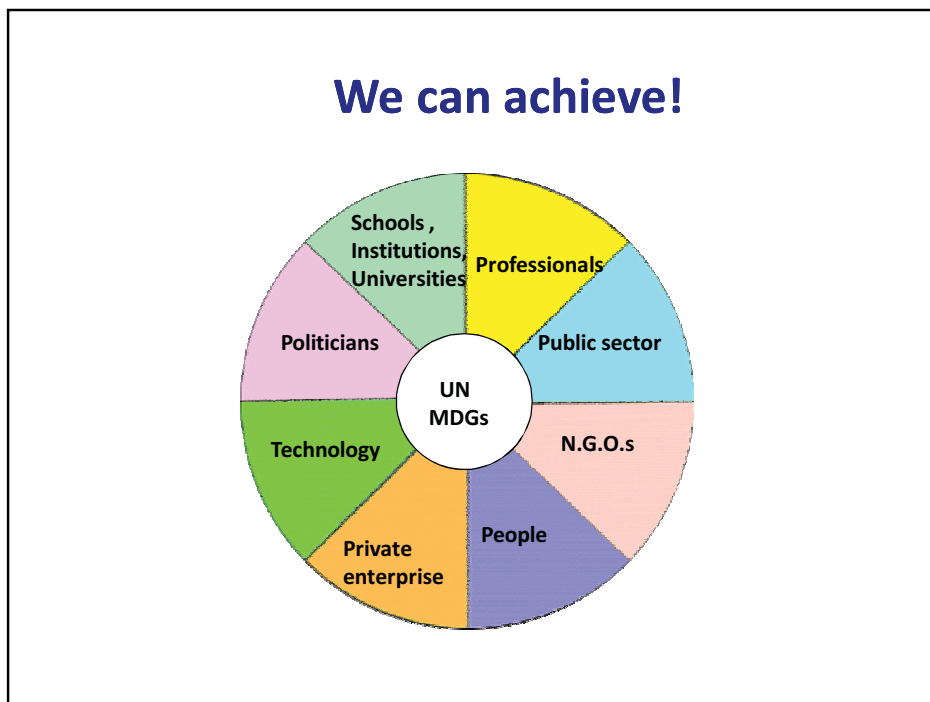 We can achieve!
Schools ,
Institutions,
Universities
Professionals
Politicians
Public sector
UN
MDGs
Technology
N.G.O.s
Private
enterprise
People